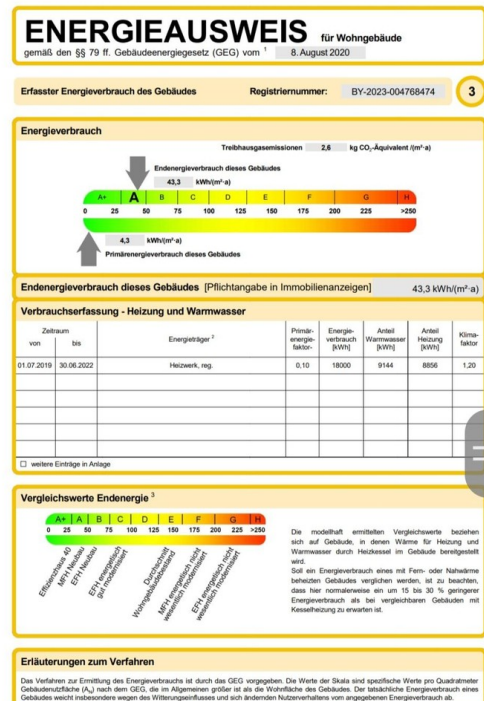 ENERGIEAUSWEIS für Wohngebäude
gemäß den §§ 79 ff. Gebäudeenergiegesetz (GEG) vom ¹ 8. August 2020
Erfasster Energieverbrauch des Gebäudes Registriernummer: BY-2023-004768474 3
Energieverbrauch
Treibhausgasemissionen 2,6 kg CO₂-Äquivalent /(m²·a)
Endenergieverbrauch dieses Gebäudes
43,3 kWh/(m²·a)
A+ A B C D E F G H
0 25 50 75 100 125 150 175 200 225 >250
4,3 kWh/(m²·a)
Primärenergieverbrauch dieses Gebäudes
Endenergieverbrauch dieses Gebäudes [Pflichtangabe in Immobilienanzeigen] 43,3 kWh/(m²·a)
Verbrauchserfassung - Heizung und Warmwasser
Zeitraum
von bis
Energieträger ²
Primär-
energie-
faktor-
Energie-
verbrauch
[kWh]
Anteil
Warmwasser
[kWh]
Anteil
Heizung
[kWh]
Klima-
faktor
01.07.2019 30.06.2022 Heizwerk, reg. 0,10 18000 9144 8856 1,20
weitere Einträge in Anlage
Vergleichswerte Endenergie ³
A+ A B C D E F G H
0 25 50 75 100 125 150 175 200 225 >250
Effizienzhaus 40
MFH Neubau
EFH Neubau
EFH energetisch
gut modernisiert
Durchschnitt
Wohngebäudebestand
MFH energetisch nicht
wesentlich modernisiert
EFH energetisch nicht
wesentlich modernisiert
Die modellhaft ermittelten Vergleichswerte beziehen
sich auf Gebäude, in denen Wärme für Heizung und
Warmwasser durch Heizkessel im Gebäude bereitgestellt
wird.
Soll ein Energieverbrauch eines mit Fern- oder Nahwärme
beheizten Gebäudes verglichen werden, ist zu beachten,
dass hier normalerweise ein um 15 bis 30 % geringerer
Energieverbrauch als bei vergleichbaren Gebäuden mit
Kesselheizung zu erwarten ist.
Erläuterungen zum Verfahren
Das Verfahren zur Ermittlung des Energieverbrauchs ist durch das GEG vorgegeben. Die Werte der Skala sind spezifische Werte pro Quadratmeter
Gebäudenutzfläche (A_N) nach dem GEG, die im Allgemeinen größer ist als die Wohnfläche des Gebäudes. Der tatsächliche Energieverbrauch eines
Gebäudes weicht insbesondere wegen des Witterungseinflusses und sich ändernden Nutzerverhaltens vom angegebenen Energieverbrauch ab.